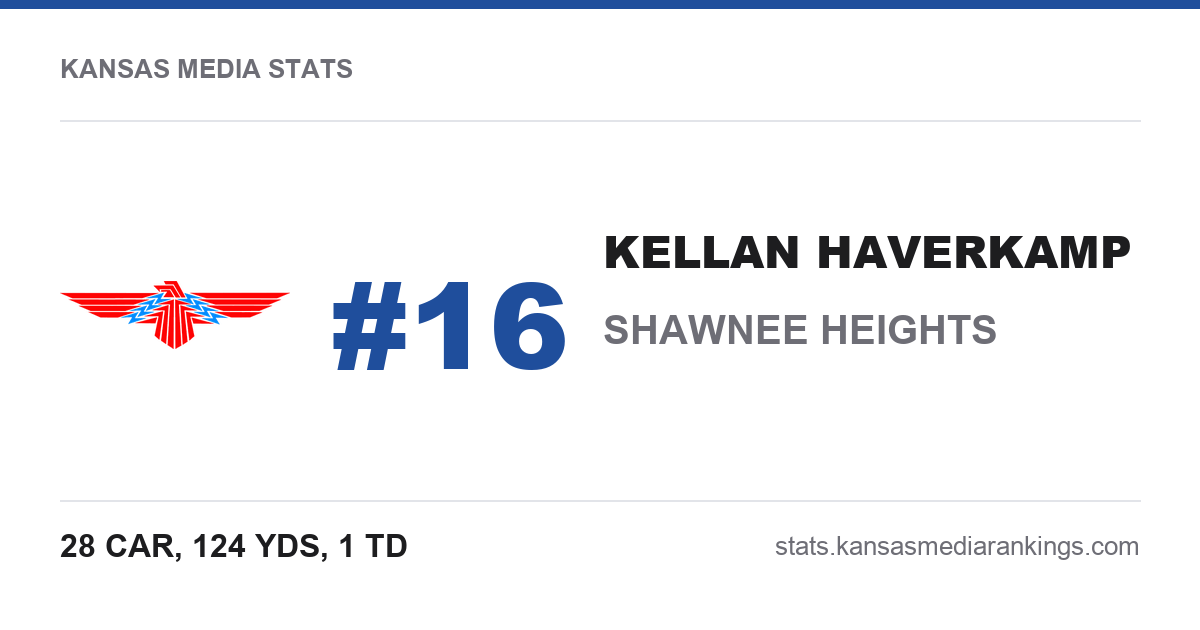 KANSAS MEDIA STATS
#16
KELLAN HAVERKAMP
SHAWNEE HEIGHTS
28 CAR, 124 YDS, 1 TD
stats.kansasmediarankings.com